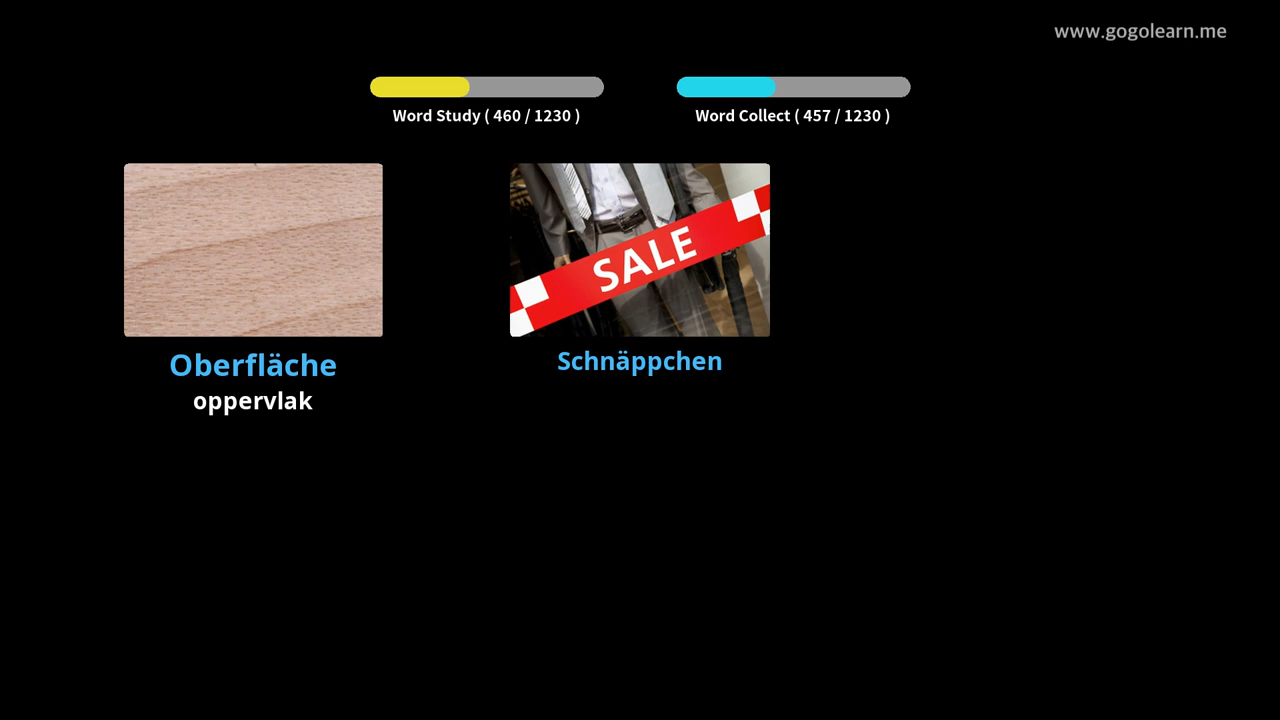 www.gogolearn.me
Word Study ( 460 / 1230 )
Word Collect ( 457 / 1230 )
SALE
Oberfläche
oppervlak
Schnäppchen